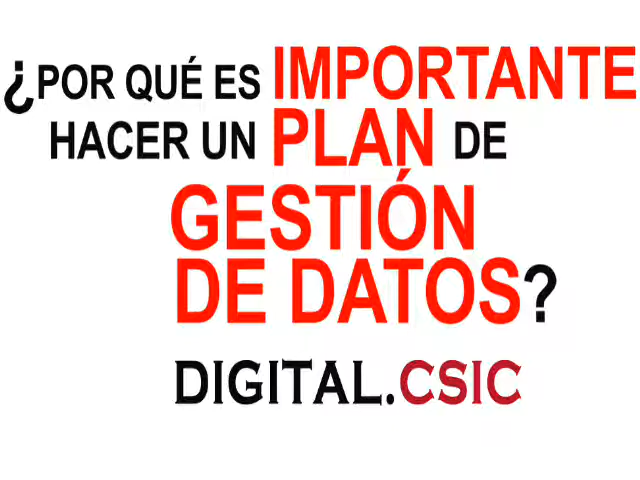 ¿POR QUÉ ES IMPORTANTE
HACER UN PLAN DE
GESTIÓN
DE DATOS?
DIGITAL.CSIC